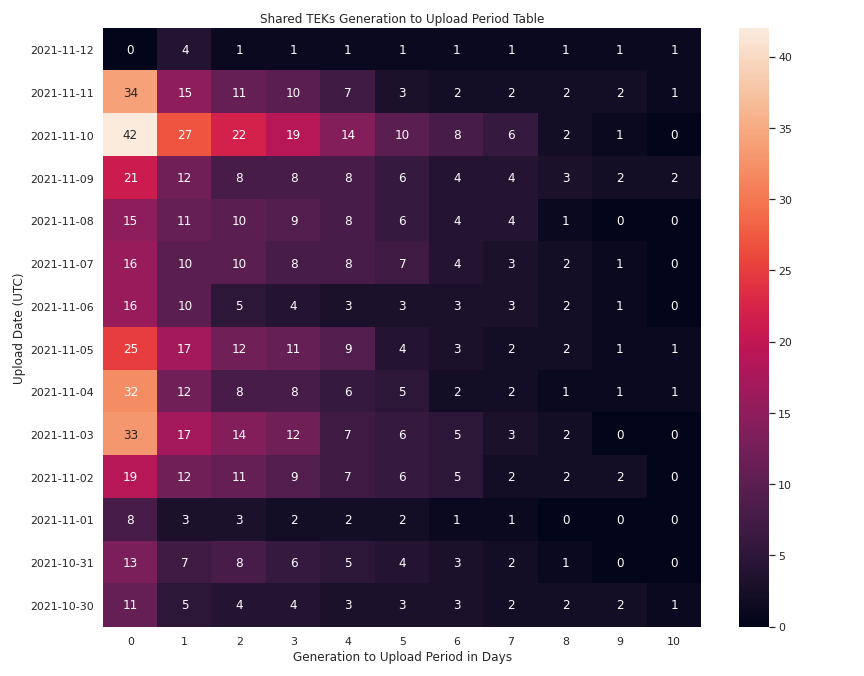 Shared TEKs Generation to Upload Period Table
Upload Date (UTC)
2021-11-12 0 4 1 1 1 1 1 1 1 1 1
2021-11-11 34 15 11 10 7 3 2 2 2 2 1
2021-11-10 42 27 22 19 14 10 8 6 2 1 0
2021-11-09 21 12 8 8 8 6 4 4 3 2 2
2021-11-08 15 11 10 9 8 6 4 4 1 0 0
2021-11-07 16 10 10 8 8 7 4 3 2 1 0
2021-11-06 16 10 5 4 3 3 3 3 2 1 0
2021-11-05 25 17 12 11 9 4 3 2 2 1 1
2021-11-04 32 12 8 8 6 5 2 2 1 1 1
2021-11-03 33 17 14 12 7 6 5 3 2 0 0
2021-11-02 19 12 11 9 7 6 5 2 2 2 0
2021-11-01 8 3 3 2 2 2 1 1 0 0 0
2021-10-31 13 7 8 6 5 4 3 2 1 0 0
2021-10-30 11 5 4 4 3 3 3 2 2 2 1
0 1 2 3 4 5 6 7 8 9 10
Generation to Upload Period in Days
40
35
30
25
20
15
10
5
0